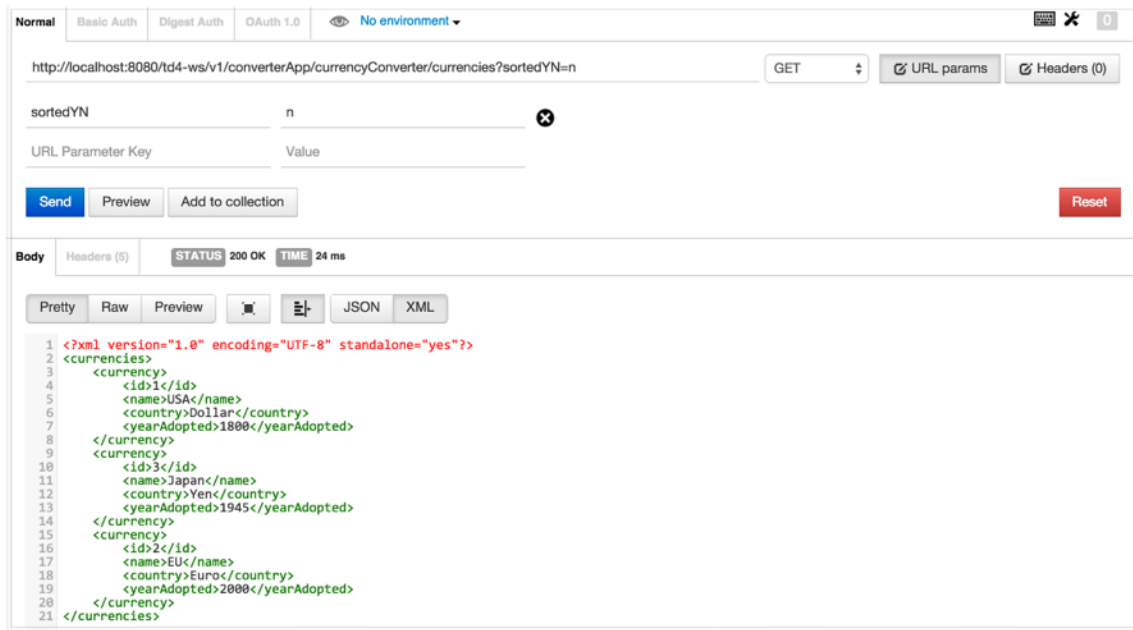 Normal Basic Auth Digest Auth OAuth 1.0 No environment 0
http://localhost:8080/td4-ws/v1/converterApp/currencyConverter/currencies?sortedYN=n GET URL params Headers (0)
sortedYN n
URL Parameter Key Value
Send Preview Add to collection Reset
Body Headers (5) STATUS 200 OK TIME 24 ms
Pretty Raw Preview JSON XML
1 <?xml version="1.0" encoding="UTF-8" standalone="yes"?>
2 <currencies>
3 <currency>
4 <id>1</id>
5 <name>USA</name>
6 <country>Dollar</country>
7 <yearAdopted>1800</yearAdopted>
8 </currency>
9 <currency>
10 <id>3</id>
11 <name>Japan</name>
12 <country>Yen</country>
13 <yearAdopted>1945</yearAdopted>
14 </currency>
15 <currency>
16 <id>2</id>
17 <name>EU</name>
18 <country>Euro</country>
19 <yearAdopted>2000</yearAdopted>
20 </currency>
21 </currencies>